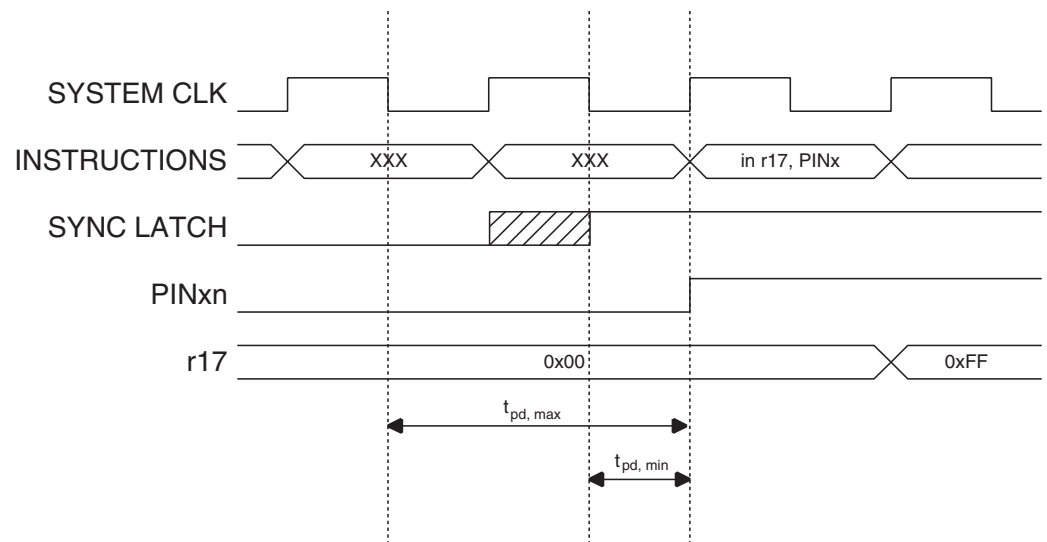 SYSTEM CLK
INSTRUCTIONS XXX XXX in r17, PINx
SYNC LATCH
PINxn
r17 0x00 0xFF
tpd, max
tpd, min